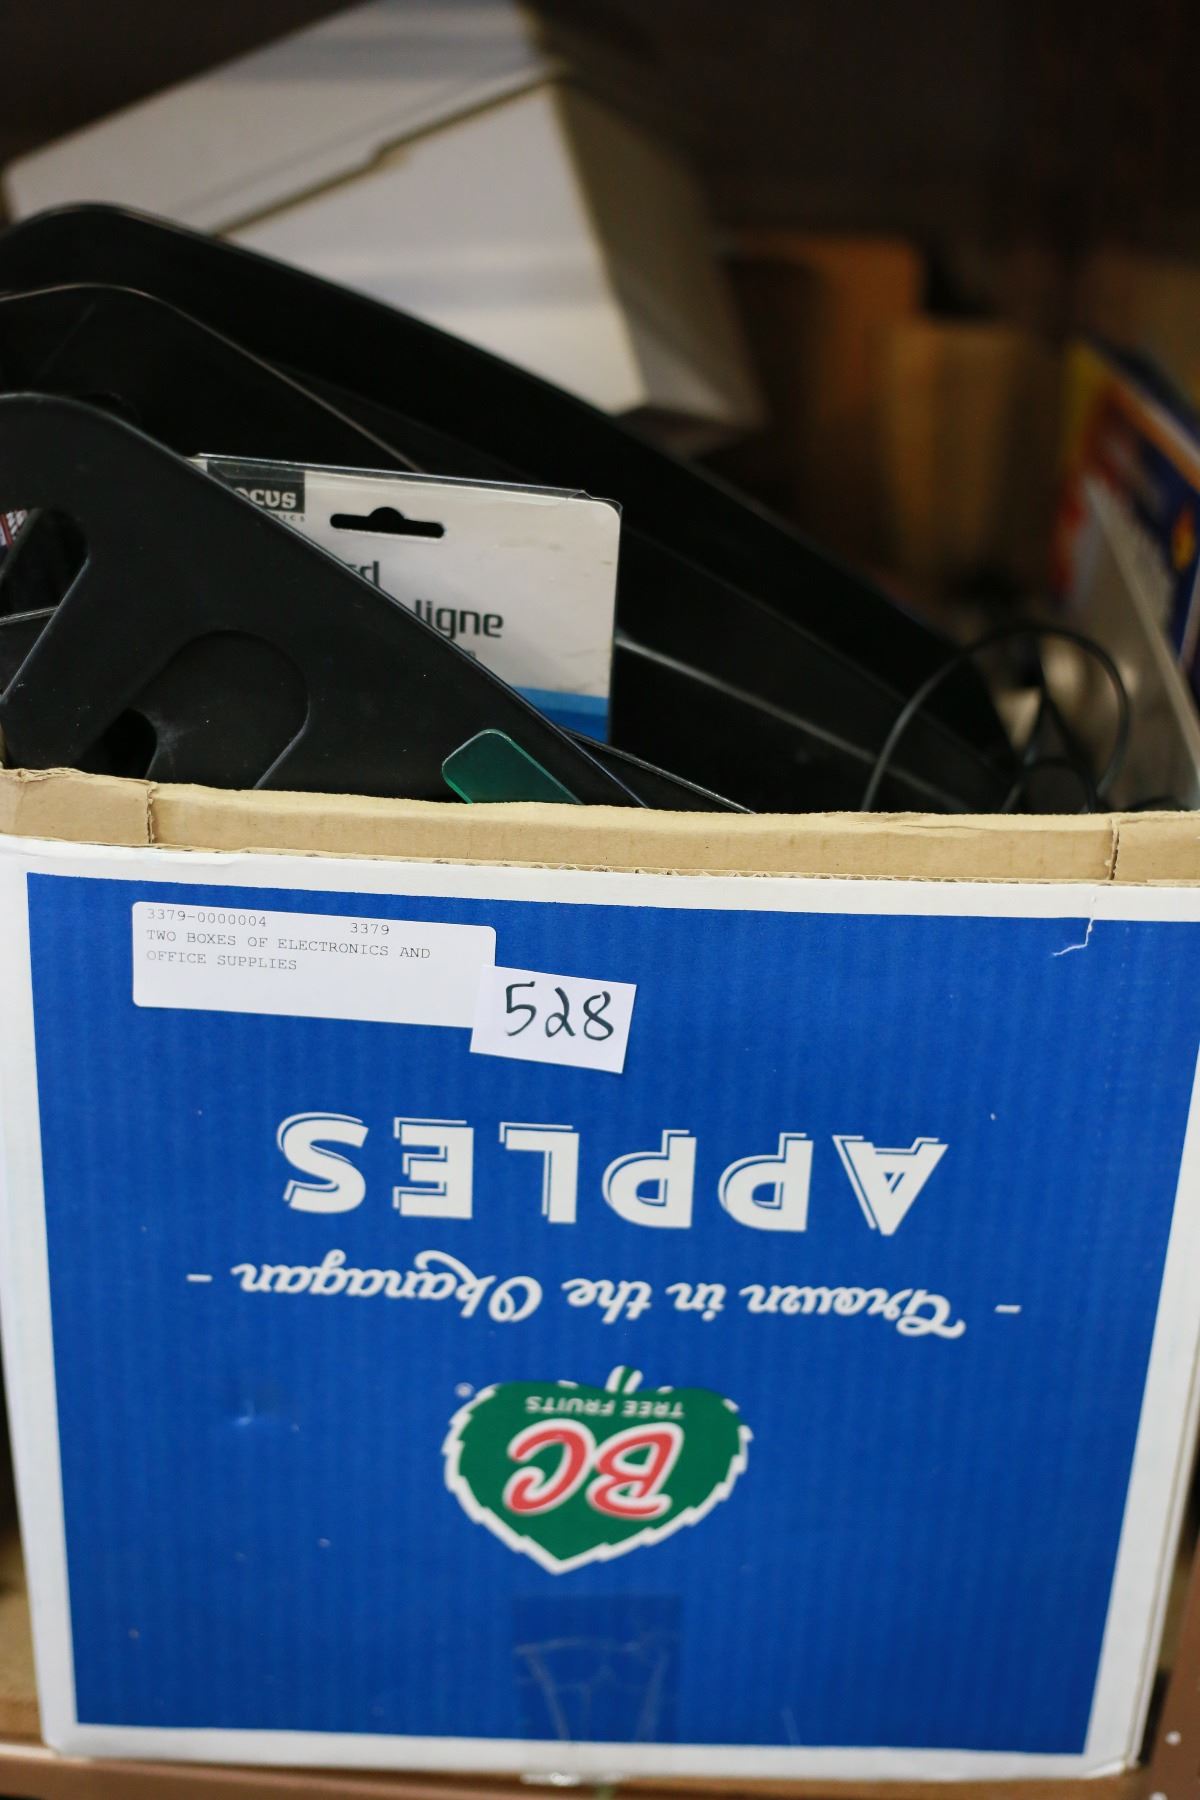 ocus
ligne
3379-0000004 3379
TWO BOXES OF ELECTRONICS AND
OFFICE SUPPLIES
528
APPLES
- Grown in the Okanagan -
TREE FRUITS
BC